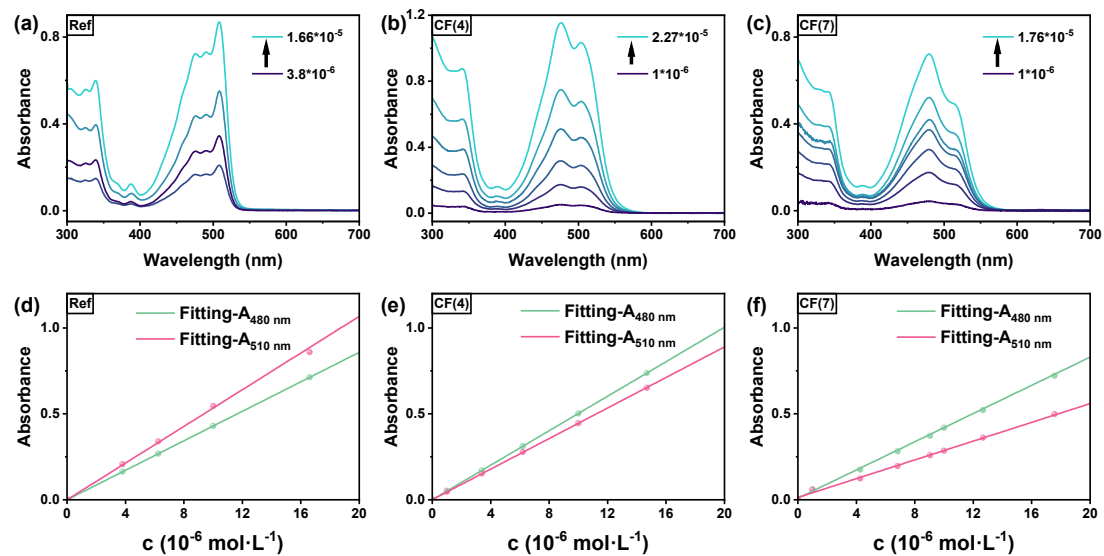 (a) Ref
1.66*10⁻⁵
3.8*10⁻⁶
Absorbance
0.8
0.4
0.0
300 400 500 600 700
Wavelength (nm)
(b) CF(4)
2.27*10⁻⁵
1*10⁻⁶
Absorbance
1.2
0.8
0.4
0.0
300 400 500 600 700
Wavelength (nm)
(c) CF(7)
1.76*10⁻⁵
1*10⁻⁶
Absorbance
0.8
0.4
0.0
300 400 500 600 700
Wavelength (nm)
(d) Ref
Fitting-A480 nm
Fitting-A510 nm
Absorbance
1.0
0.5
0.0
0 4 8 12 16 20
c (10⁻⁶ mol·L⁻¹)
(e) CF(4)
Fitting-A480 nm
Fitting-A510 nm
Absorbance
1.0
0.5
0.0
0 4 8 12 16 20
c (10⁻⁶ mol·L⁻¹)
(f) CF(7)
Fitting-A480 nm
Fitting-A510 nm
Absorbance
1.0
0.5
0.0
0 4 8 12 16 20
c (10⁻⁶ mol·L⁻¹)